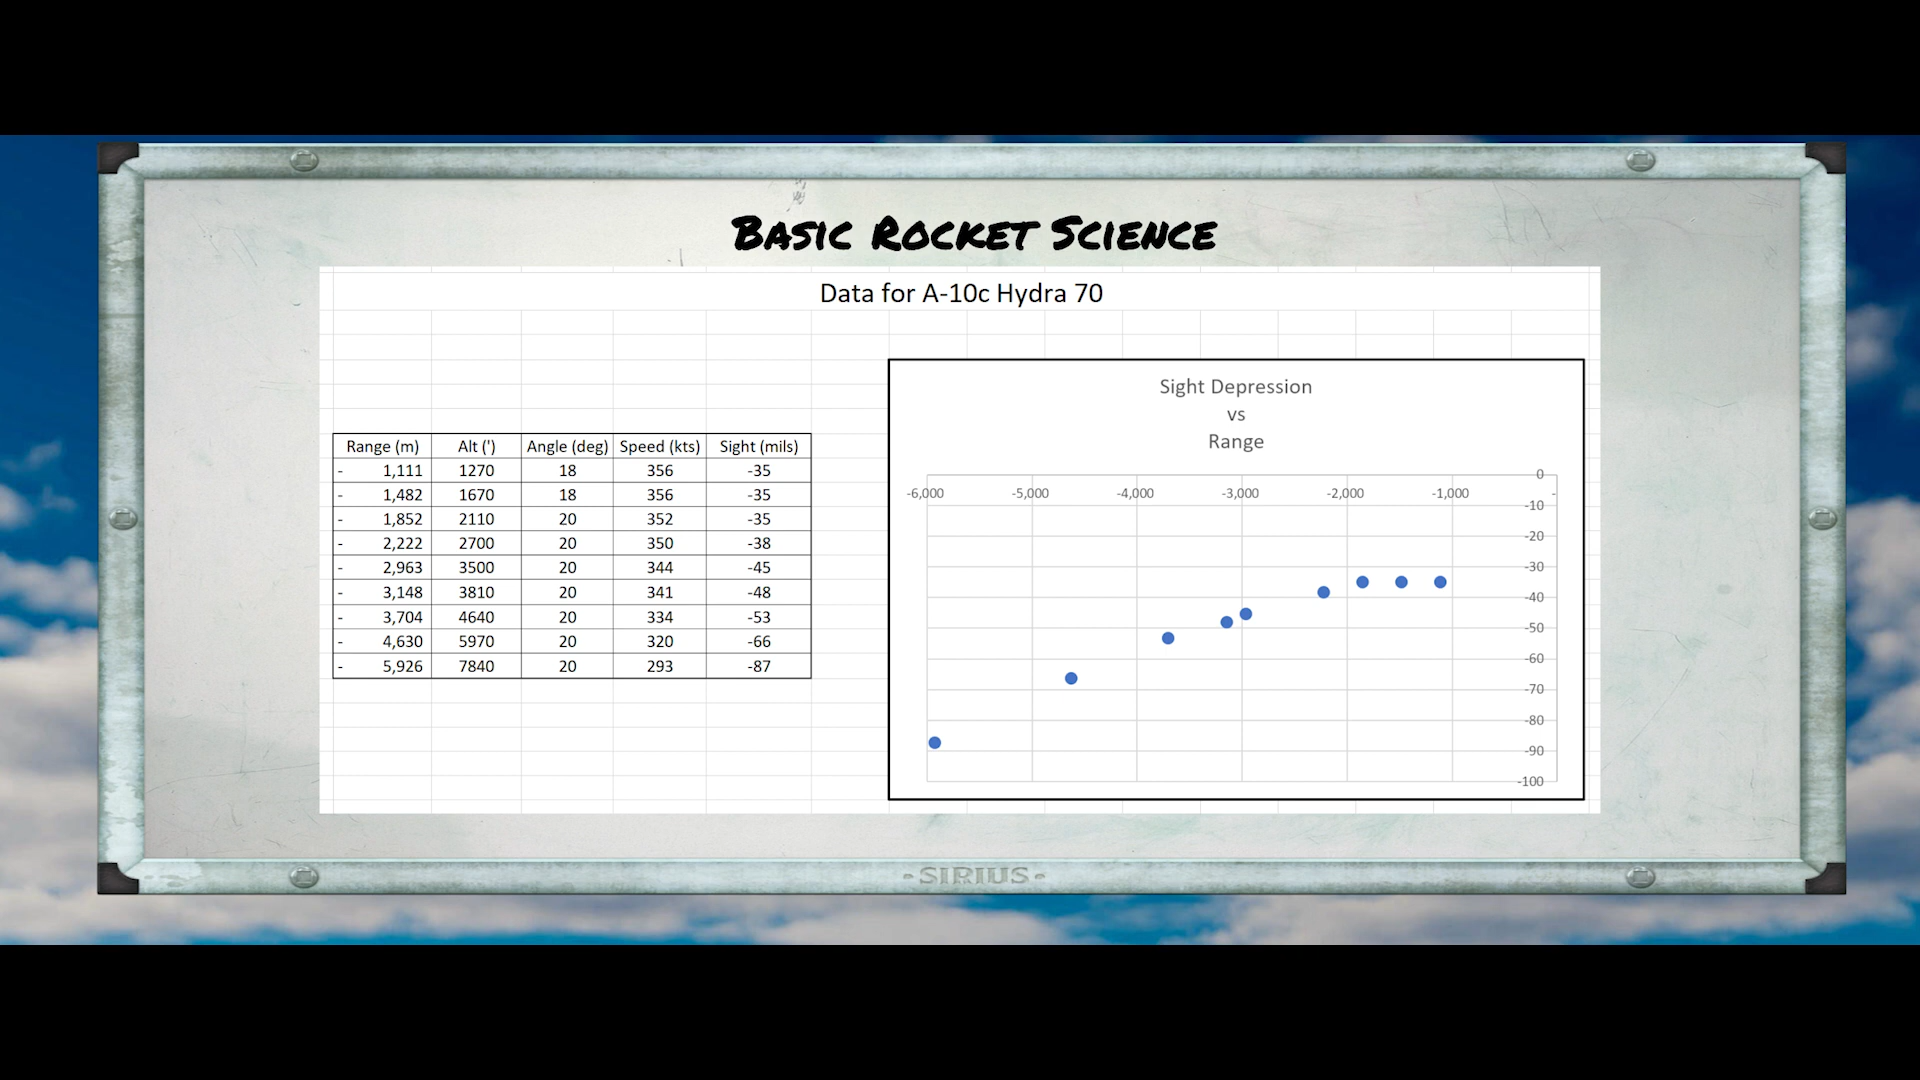 Basic Rocket Science
Data for A-10c Hydra 70
Range (m) Alt (') Angle (deg) Speed (kts) Sight (mils)
- 1,111 1270 18 356 -35
- 1,482 1670 18 356 -35
- 1,852 2110 20 352 -35
- 2,222 2700 20 350 -38
- 2,963 3500 20 344 -45
- 3,148 3810 20 341 -48
- 3,704 4640 20 334 -53
- 4,630 5970 20 320 -66
- 5,926 7840 20 293 -87
Sight Depression
vs
Range
0
-6,000 -5,000 -4,000 -3,000 -2,000 -1,000 -
-10
-20
-30
-40
-50
-60
-70
-80
-90
-100
- SIRIUS -